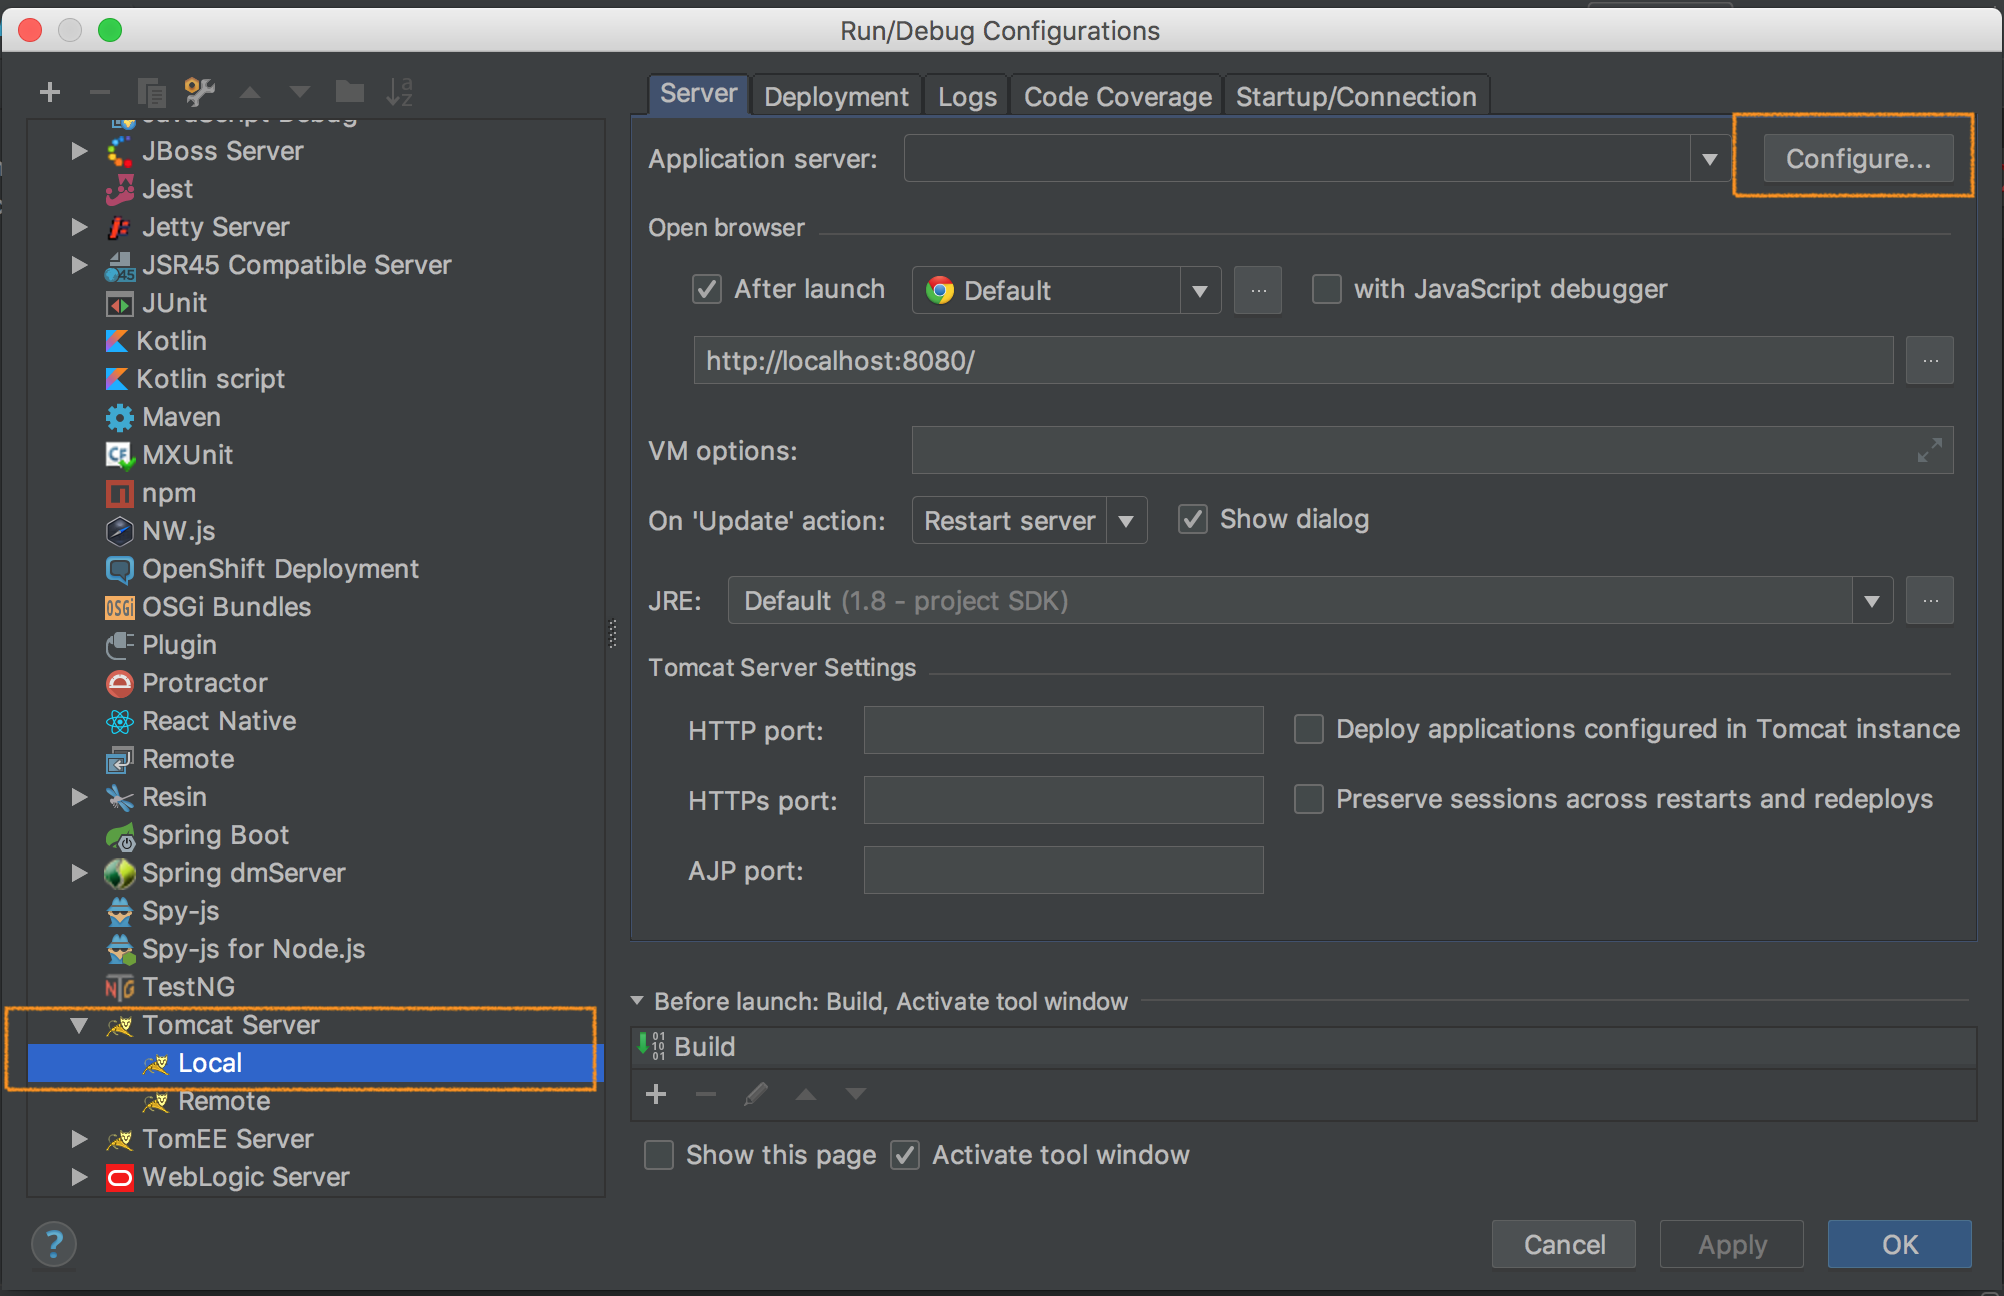 Run/Debug Configurations
JavaScript Debug
JBoss Server
Jest
Jetty Server
JSR45 Compatible Server
JUnit
Kotlin
Kotlin script
Maven
MXUnit
npm
NW.js
OpenShift Deployment
OSGi Bundles
Plugin
Protractor
React Native
Remote
Resin
Spring Boot
Spring dmServer
Spy-js
Spy-js for Node.js
TestNG
Tomcat Server
Local
Remote
TomEE Server
WebLogic Server
Server Deployment Logs Code Coverage Startup/Connection
Application server: Configure...
Open browser
After launch Default ... with JavaScript debugger
http://localhost:8080/ ...
VM options:
On 'Update' action: Restart server Show dialog
JRE: Default (1.8 - project SDK) ...
Tomcat Server Settings
HTTP port: Deploy applications configured in Tomcat instance
HTTPs port: Preserve sessions across restarts and redeploys
AJP port:
Before launch: Build, Activate tool window
Build
Show this page Activate tool window
? Cancel Apply OK